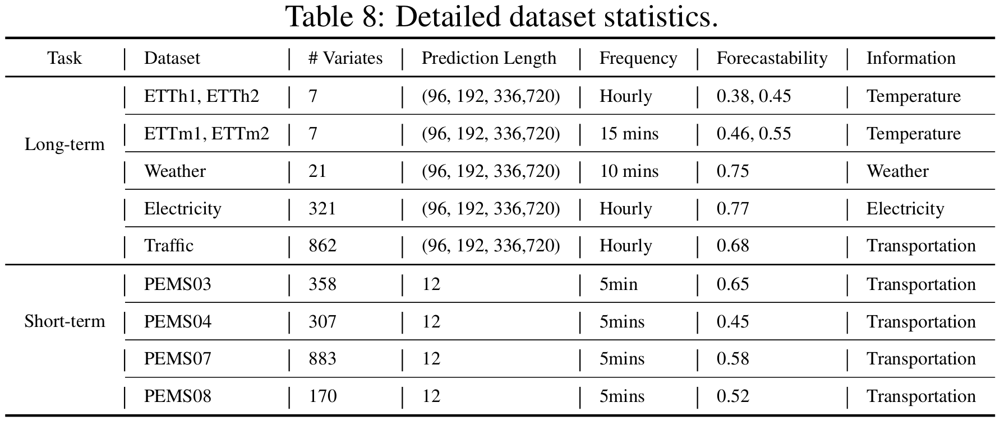 Table 8: Detailed dataset statistics.
Task | Dataset | # Variates | Prediction Length | Frequency | Forecastability | Information
Long-term
ETTh1, ETTh2 | 7 | (96, 192, 336,720) | Hourly | 0.38, 0.45 | Temperature
ETTm1, ETTm2 | 7 | (96, 192, 336,720) | 15 mins | 0.46, 0.55 | Temperature
Weather | 21 | (96, 192, 336,720) | 10 mins | 0.75 | Weather
Electricity | 321 | (96, 192, 336,720) | Hourly | 0.77 | Electricity
Traffic | 862 | (96, 192, 336,720) | Hourly | 0.68 | Transportation
Short-term
PEMS03 | 358 | 12 | 5min | 0.65 | Transportation
PEMS04 | 307 | 12 | 5mins | 0.45 | Transportation
PEMS07 | 883 | 12 | 5mins | 0.58 | Transportation
PEMS08 | 170 | 12 | 5mins | 0.52 | Transportation